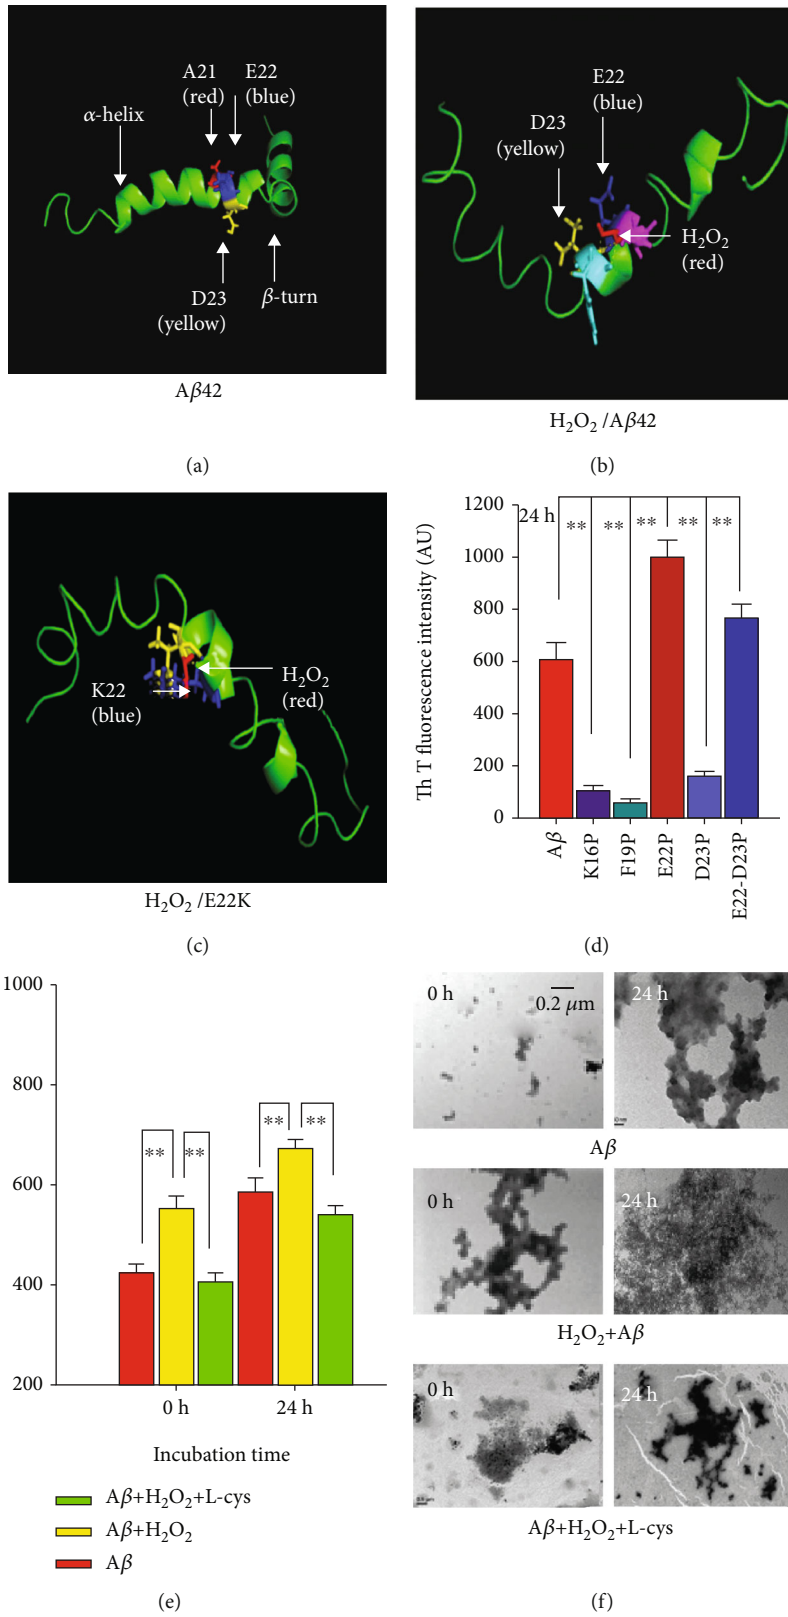 A21
(red)
E22
(blue)
α-helix
D23
(yellow)
β-turn
Aβ42
(a)
E22
(blue)
D23
(yellow)
H₂O₂
(red)
H₂O₂ /Aβ42
(b)
K22
(blue)
H₂O₂
(red)
H₂O₂ /E22K
(c)
Th T fluorescence intensity (AU)
1200
1000
800
600
400
200
0
24 h
** ** ** ** **
Aβ
K16P
F19P
E22P
D23P
E22-D23P
(d)
1000
800
600
400
200
** **
** **
0 h 24 h
Incubation time
Aβ+H₂O₂+L-cys
Aβ+H₂O₂
Aβ
(e)
0 h
0.2 μm
24 h
Aβ
0 h
24 h
H₂O₂+Aβ
0 h
24 h
Aβ+H₂O₂+L-cys
(f)